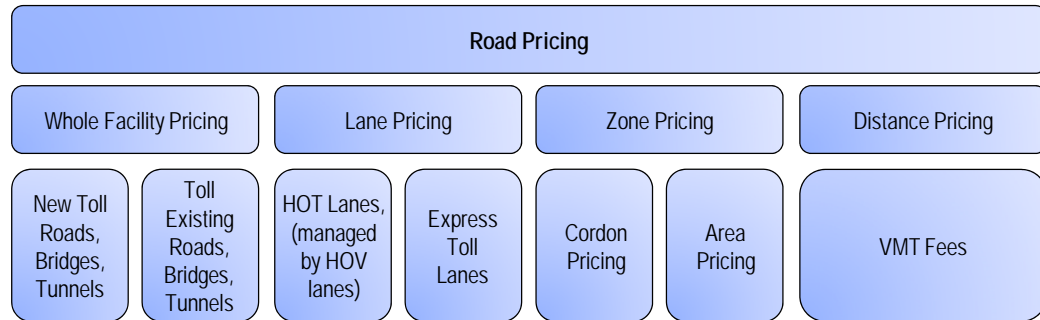 Road Pricing
Whole Facility Pricing
Lane Pricing
Zone Pricing
Distance Pricing
New Toll
Roads,
Bridges,
Tunnels
Toll
Existing
Roads,
Bridges,
Tunnels
HOT Lanes,
(managed
by HOV
lanes)
Express
Toll
Lanes
Cordon
Pricing
Area
Pricing
VMT Fees